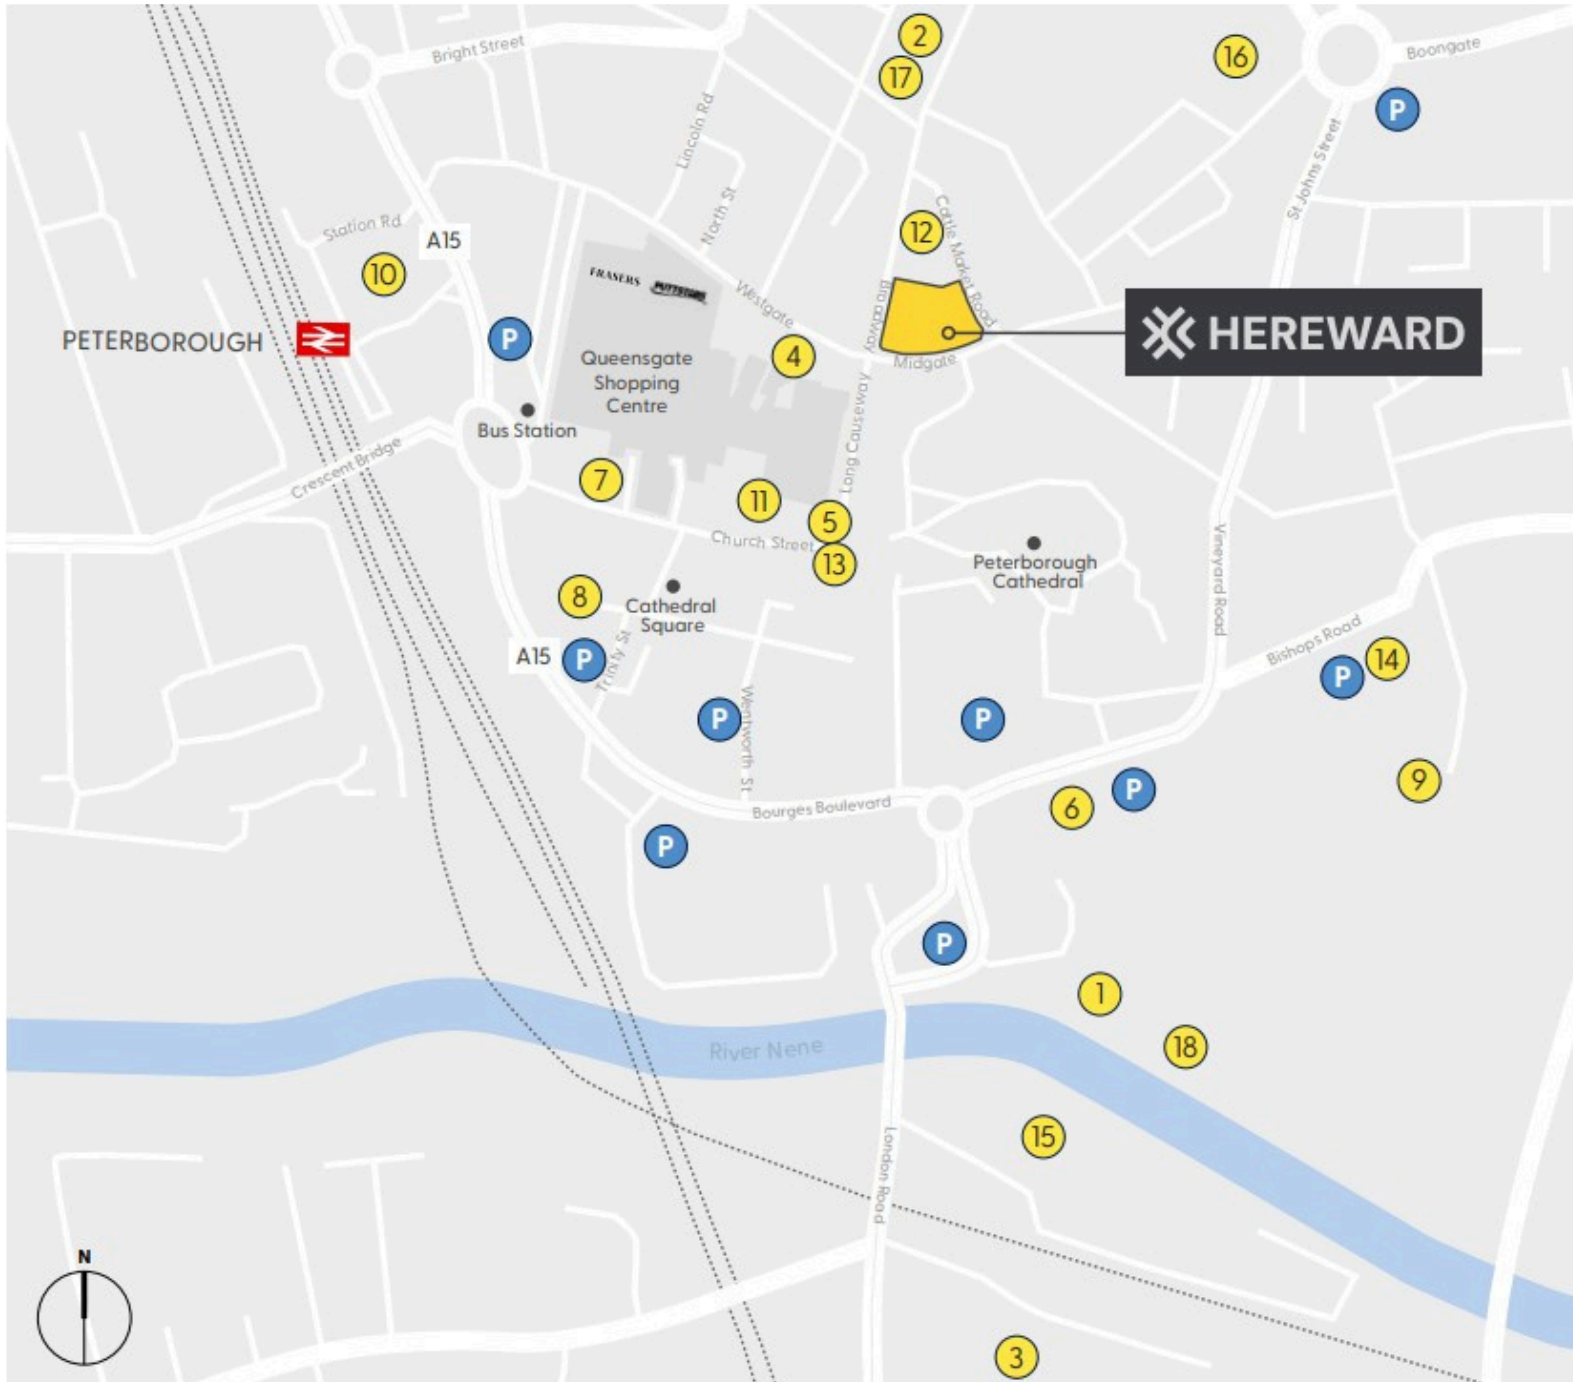 2
17
16
Boongate
P
Bright Street
Lincoln Rd
North St
St Johns Street
Station Rd
A15
10
12
Cattle Market Road
FRASERS
PUTTSTARS
Westgate
Broadway
PETERBOROUGH
P
Queensgate
Shopping
Centre
4
Midgate
HEREWARD
Bus Station
Long Causeway
Crescent Bridge
7
11
5
Church Street
13
Peterborough
Cathedral
Vineyard Road
8
Cathedral
Square
A15
P
Trinity St
Bishops Road
14
P
P
Wentworth St
P
9
P
6
Bourges Boulevard
P
P
1
18
River Nene
15
London Road
N
3